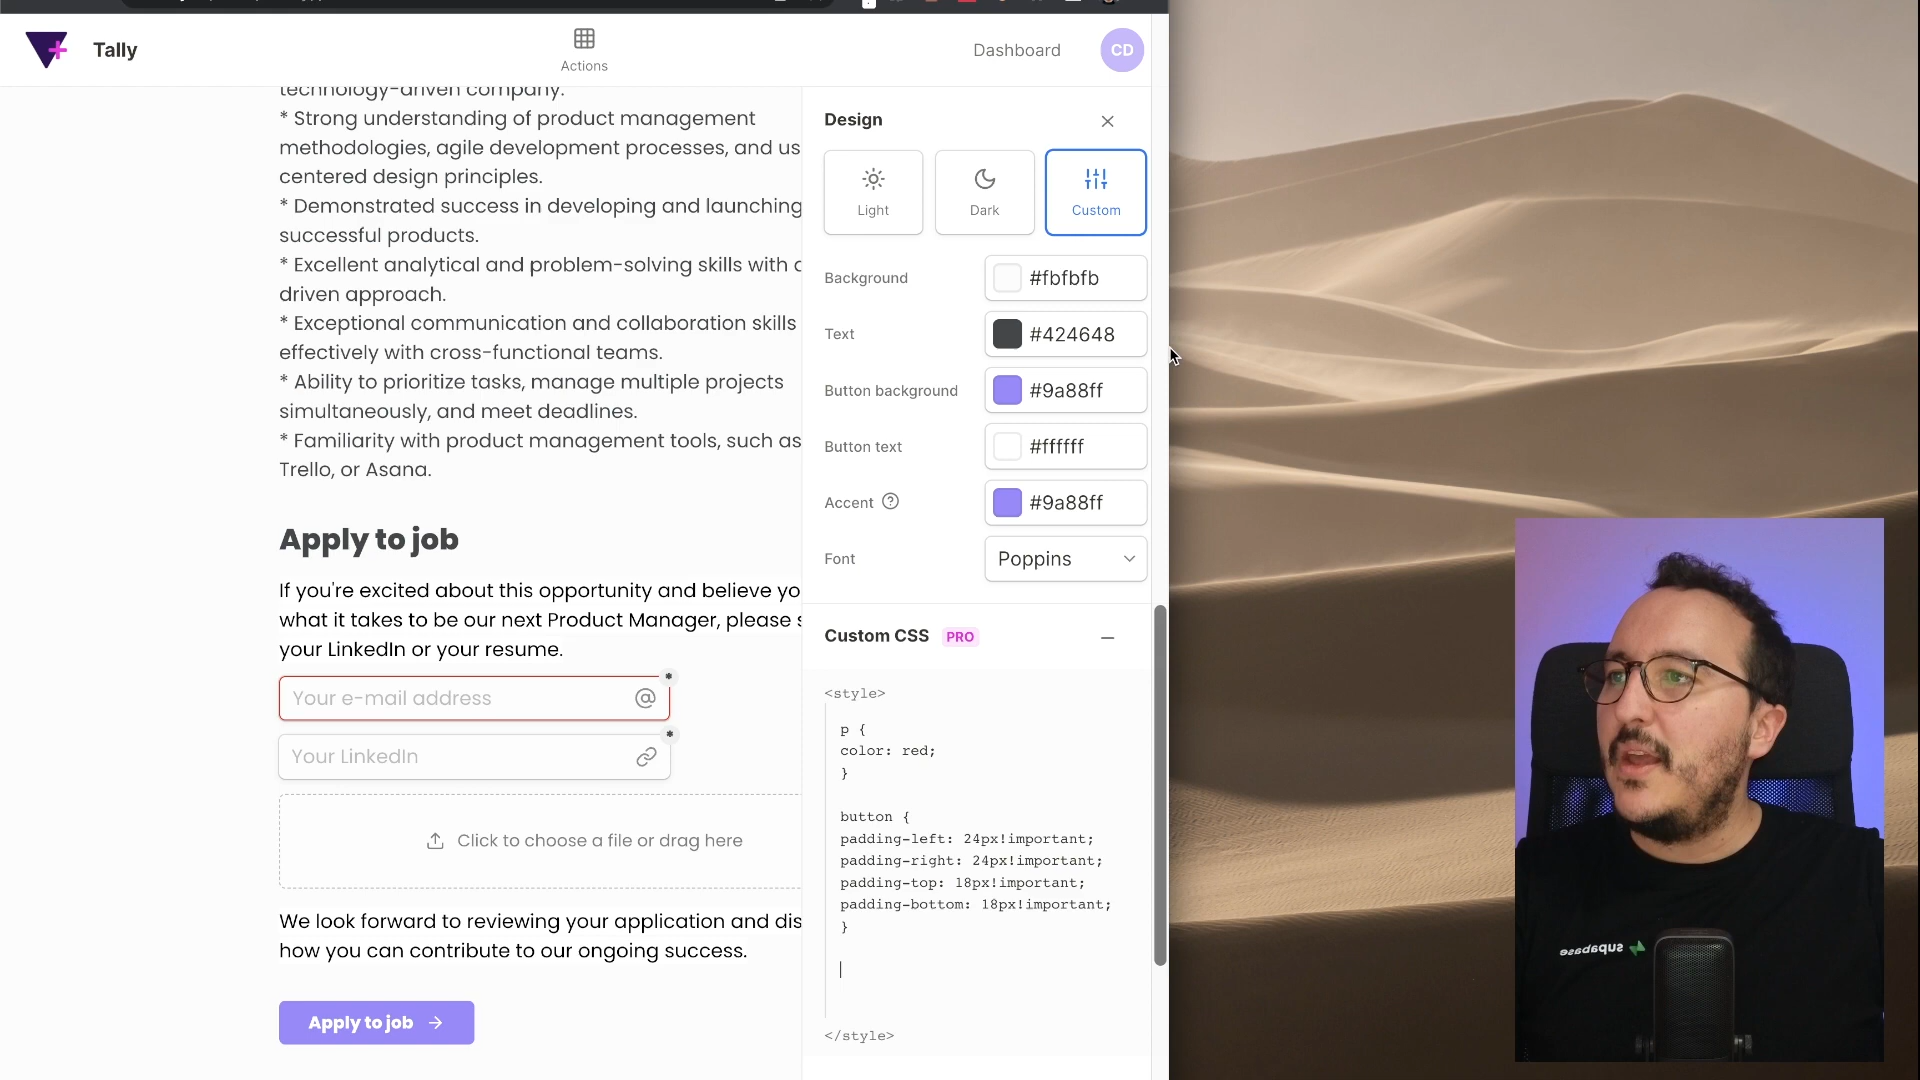 Tally
Actions
Dashboard
CD
technology-driven company.
* Strong understanding of product management
methodologies, agile development processes, and us
centered design principles.
* Demonstrated success in developing and launching
successful products.
* Excellent analytical and problem-solving skills with
driven approach.
* Exceptional communication and collaboration skills
effectively with cross-functional teams.
* Ability to prioritize tasks, manage multiple projects
simultaneously, and meet deadlines.
* Familiarity with product management tools, such as
Trello, or Asana.
Apply to job
If you're excited about this opportunity and believe yo
what it takes to be our next Product Manager, please s
your LinkedIn or your resume.
Your e-mail address @ *
Your LinkedIn *
Click to choose a file or drag here
We look forward to reviewing your application and dis
how you can contribute to our ongoing success.
Apply to job →
Design
Light
Dark
Custom
Background #fbfbfb
Text #424648
Button background #9a88ff
Button text #ffffff
Accent #9a88ff
Font Poppins
Custom CSS PRO
<style>
p {
color: red;
}
button {
padding-left: 24px!important;
padding-right: 24px!important;
padding-top: 18px!important;
padding-bottom: 18px!important;
}
</style>
supabase